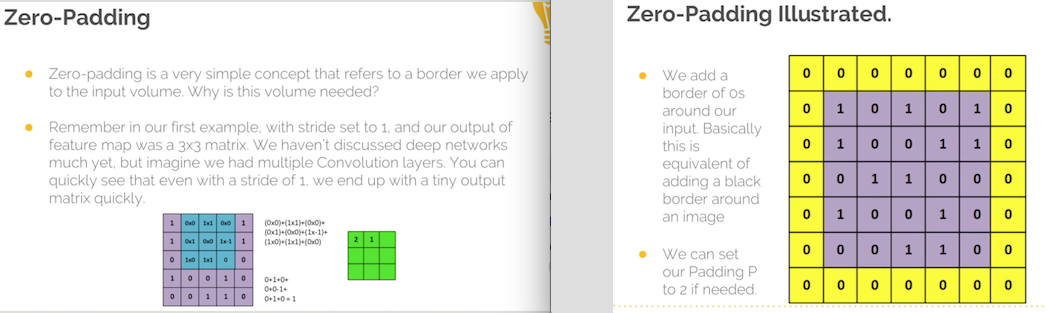 Zero-Padding
Zero-padding is a very simple concept that refers to a border we apply
to the input volume. Why is this volume needed?
Remember in our first example, with stride set to 1, and our output of
feature map was a 3x3 matrix. We haven't discussed deep networks
much yet, but imagine we had multiple Convolution layers. You can
quickly see that even with a stride of 1, we end up with a tiny output
matrix quickly.
1 0x0 1x1 0x0 1
1 0x1 0x0 1x-1 1
0 1x0 1x1 0 0
1 0 0 1 0
0 0 1 1 0
(0x0)+(1x1)+(0x0)+
(0x1)+(0x0)+(1x-1)+
(1x0)+(1x1)+(0x0)
0+1+0+
0+0-1+
0+1+0 = 1
2 1
Zero-Padding Illustrated.
We add a
border of 0s
around our
input. Basically
this is
equivalent of
adding a black
border around
an image
We can set
our Padding P
to 2 if needed.
0 0 0 0 0 0 0
0 1 0 1 0 1 0
0 1 0 0 1 1 0
0 0 1 1 0 0 0
0 1 0 0 1 0 0
0 0 0 1 1 0 0
0 0 0 0 0 0 0